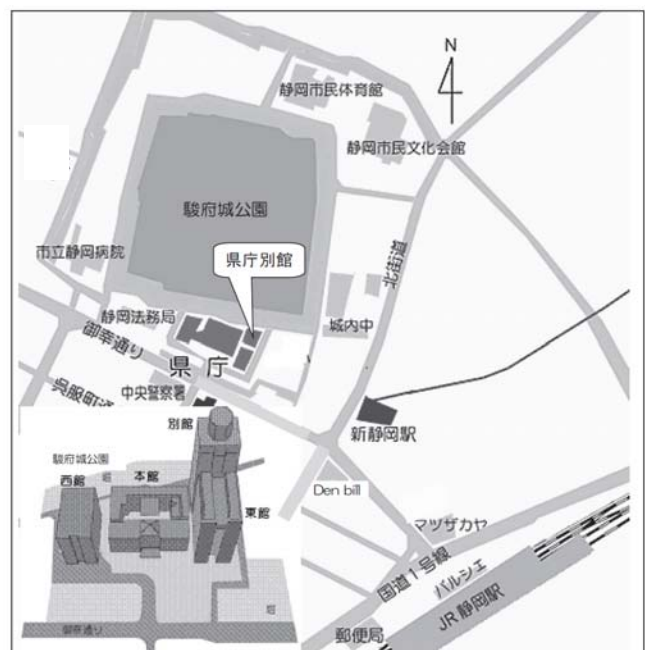 N
静岡市民体育館
静岡市民文化会館
駿府城公園
北街道
市立静岡病院
県庁別館
静岡法務局
城内中
御幸通り
県庁
中央警察署
呉服町通
新静岡駅
別館
駿府城公園
堀
西館
本館
東館
Den bill
マツザカヤ
国道1号線
パルシェ
JR静岡駅
堀
御幸通り
郵便局